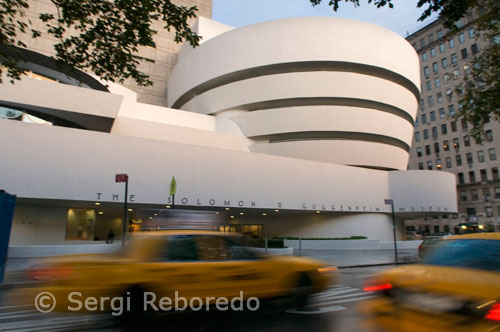 THE SOLOMON R GUGGENHEIM MUSEUM
© Sergi Reboredo